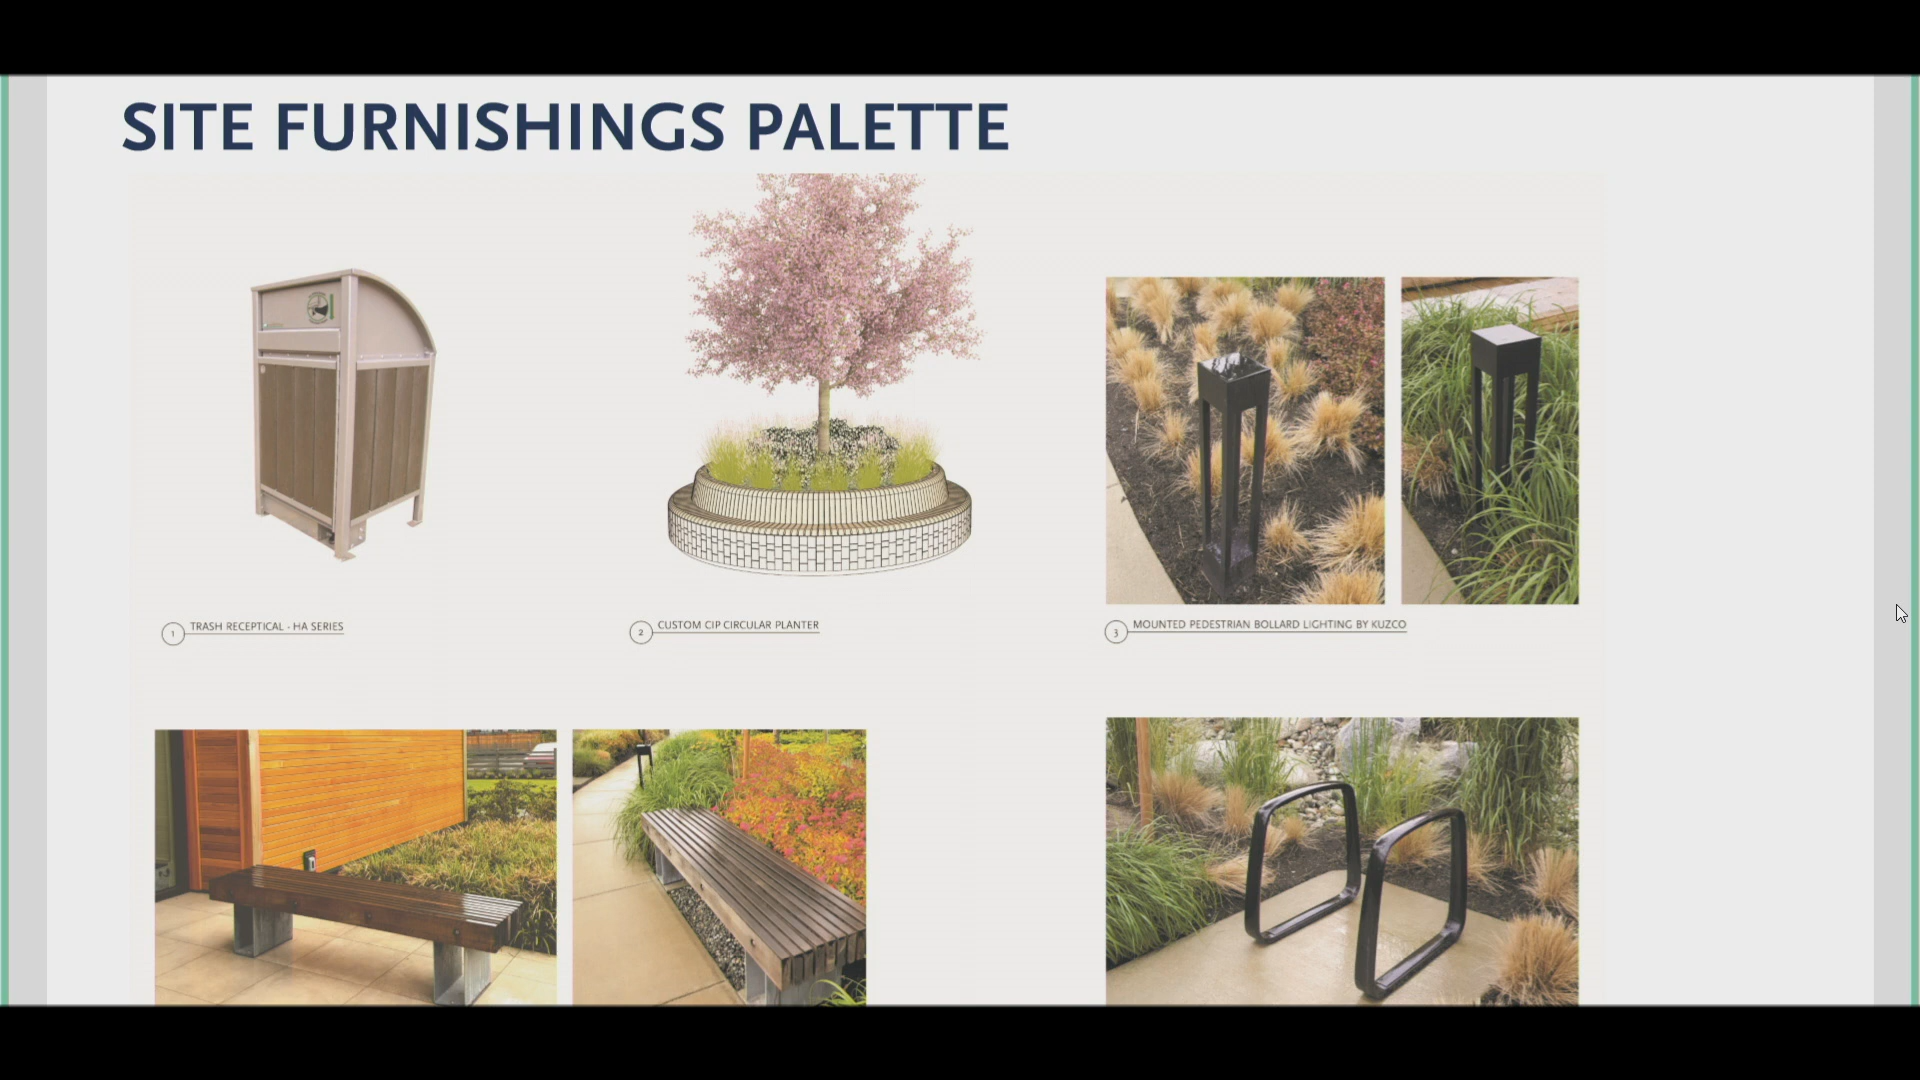 SITE FURNISHINGS PALETTE
1 TRASH RECEPTICAL - HA SERIES
2 CUSTOM CIP CIRCULAR PLANTER
3 MOUNTED PEDESTRIAN BOLLARD LIGHTING BY KUZCO